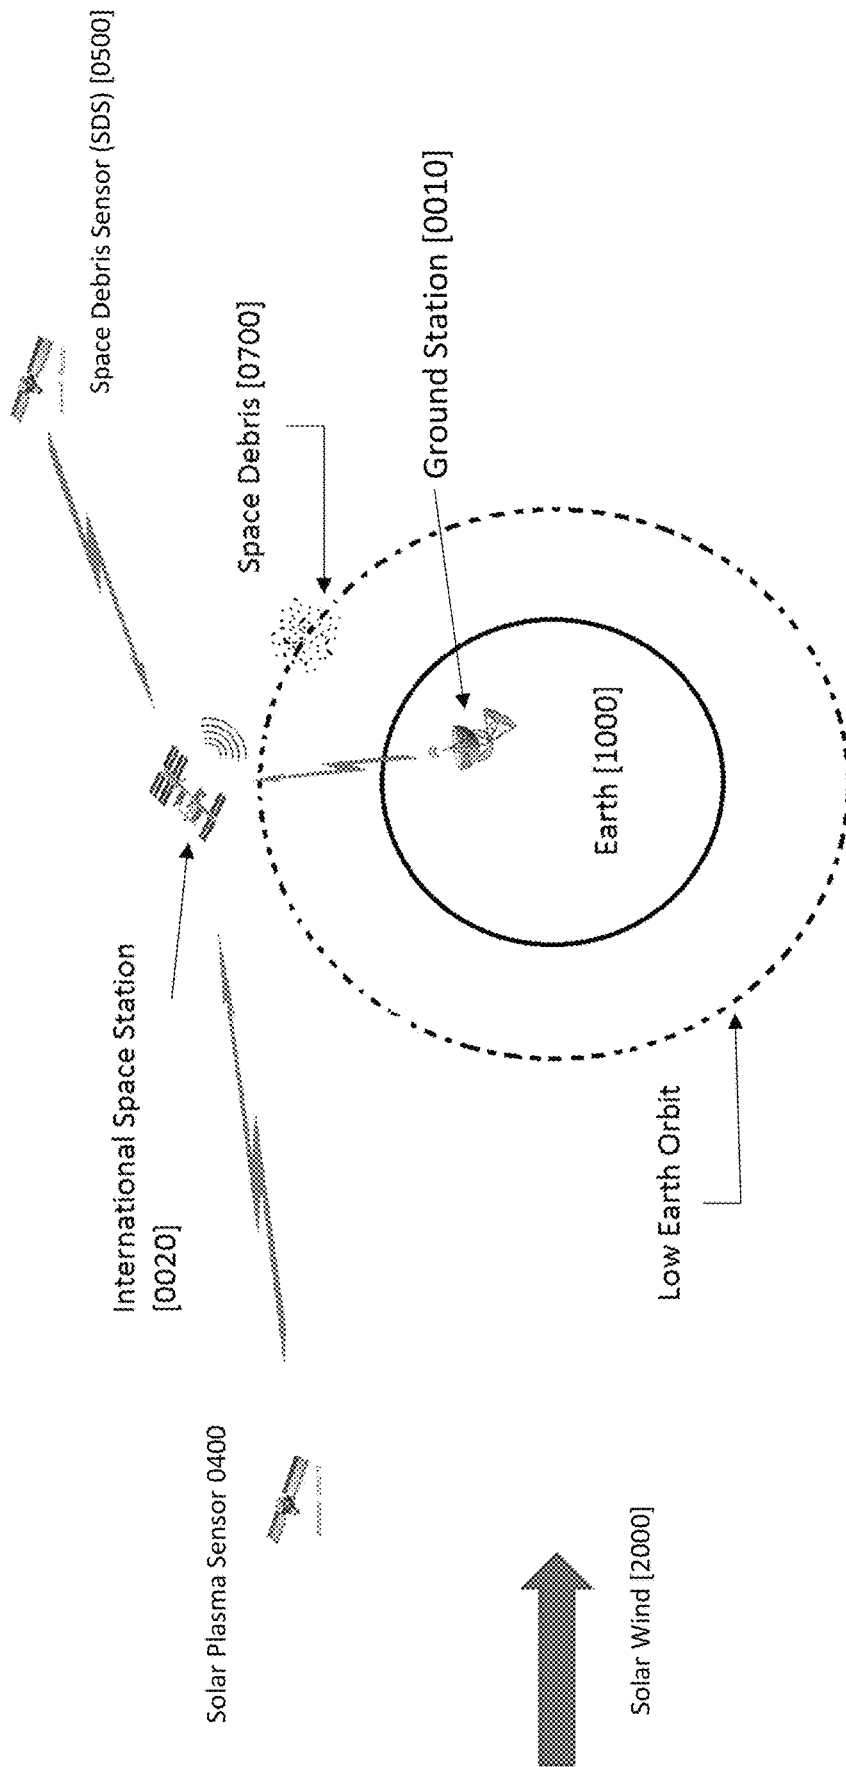 Space Debris Sensor (SDS) [0500]
International Space Station
[0020]
Space Debris [0700]
Solar Plasma Sensor 0400
Ground Station [0010]
Earth [1000]
Low Earth Orbit
Solar Wind [2000]